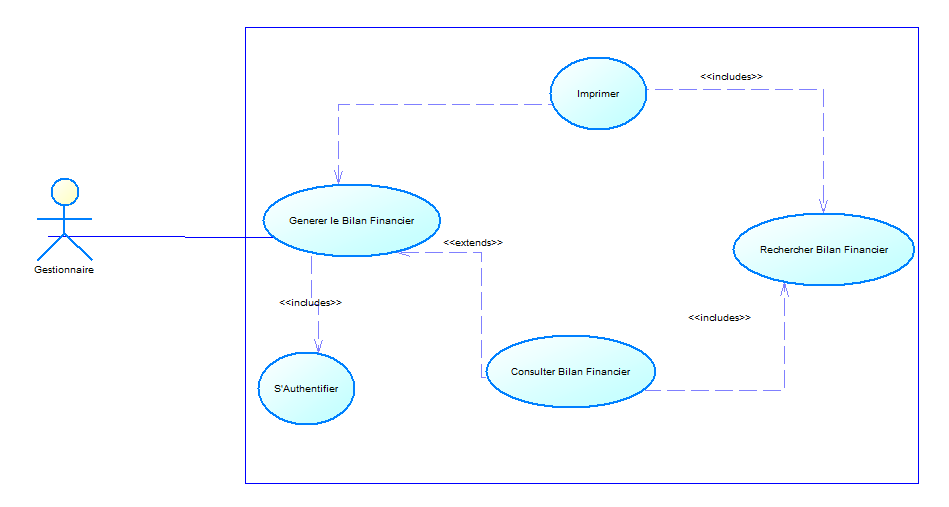 <<includes>>
Imprimer
Generer le Bilan Financier
<<extends>>
Rechercher Bilan Financier
Gestionnaire
<<includes>>
<<includes>>
Consulter Bilan Financier
S'Authentifier